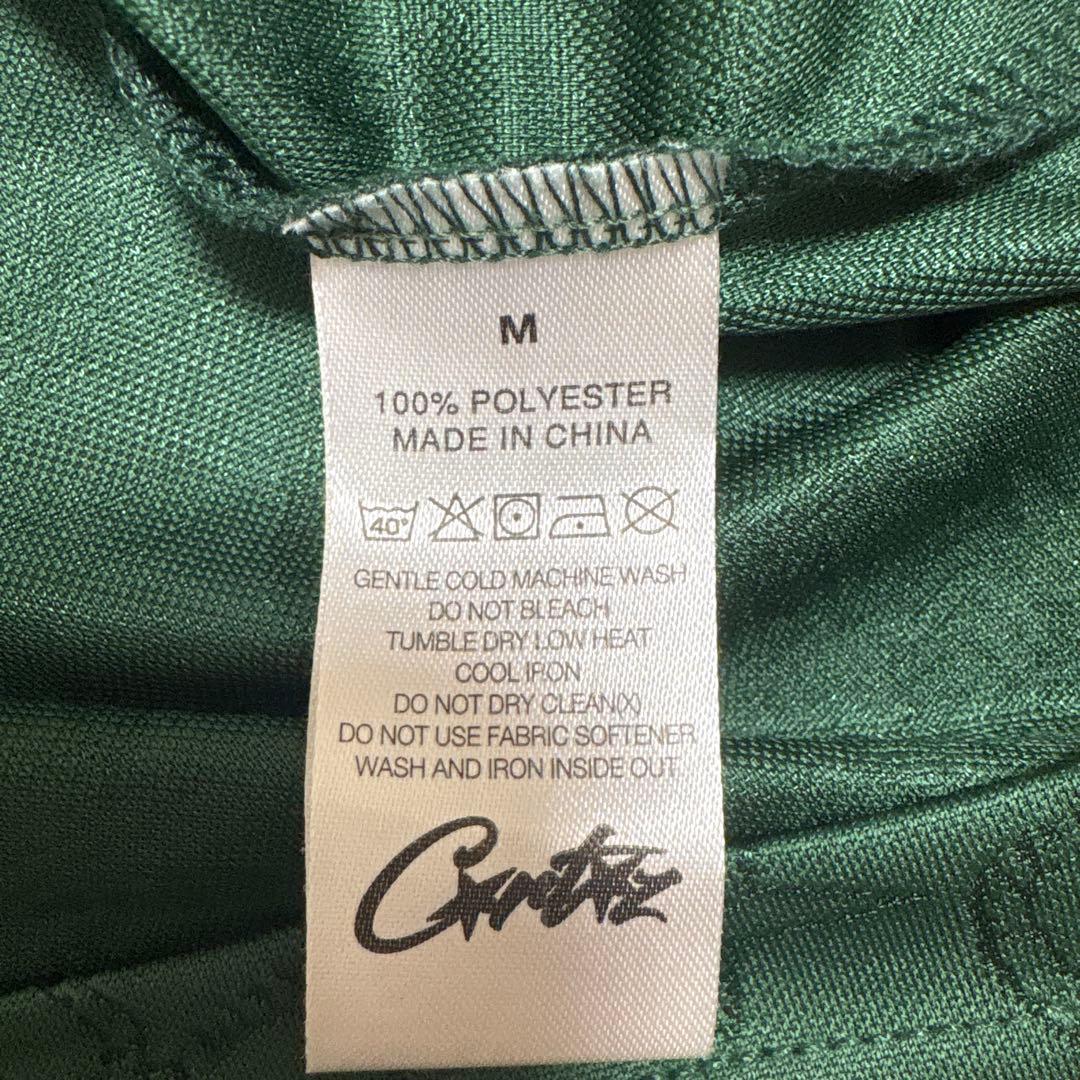 M
100% POLYESTER
MADE IN CHINA
40°
GENTLE COLD MACHINE WASH
DO NOT BLEACH
TUMBLE DRY LOW HEAT
COOL IRON
DO NOT DRY CLEAN(X)
DO NOT USE FABRIC SOFTENER
WASH AND IRON INSIDE OUT
Crntz